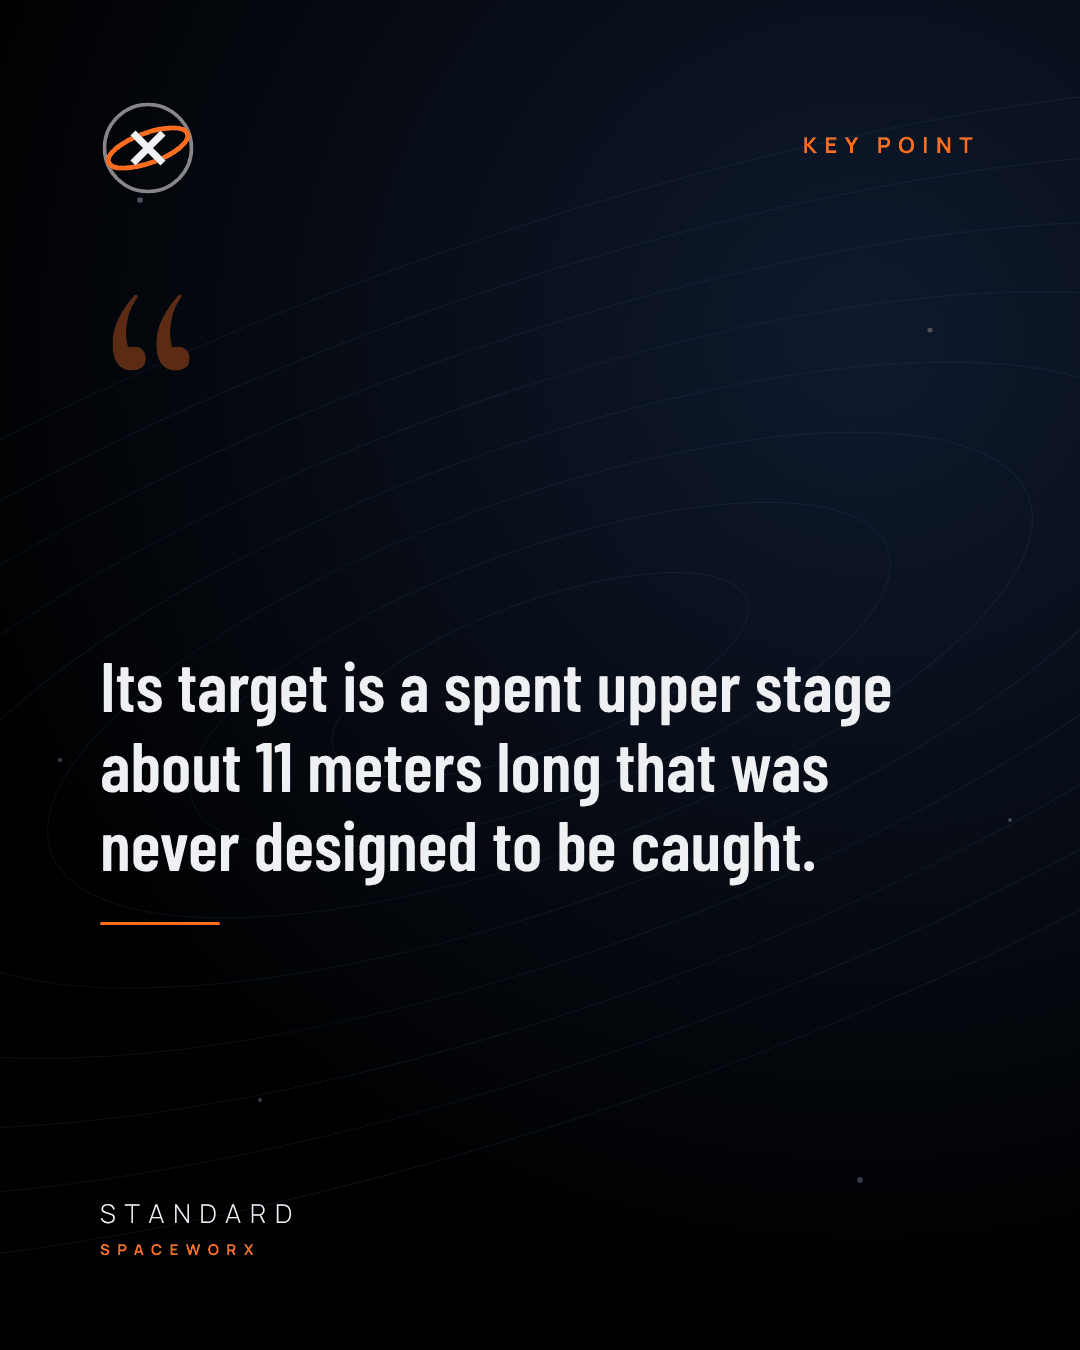 KEY POINT
“
Its target is a spent upper stage
about 11 meters long that was
never designed to be caught.
STANDARD
SPACEWORX